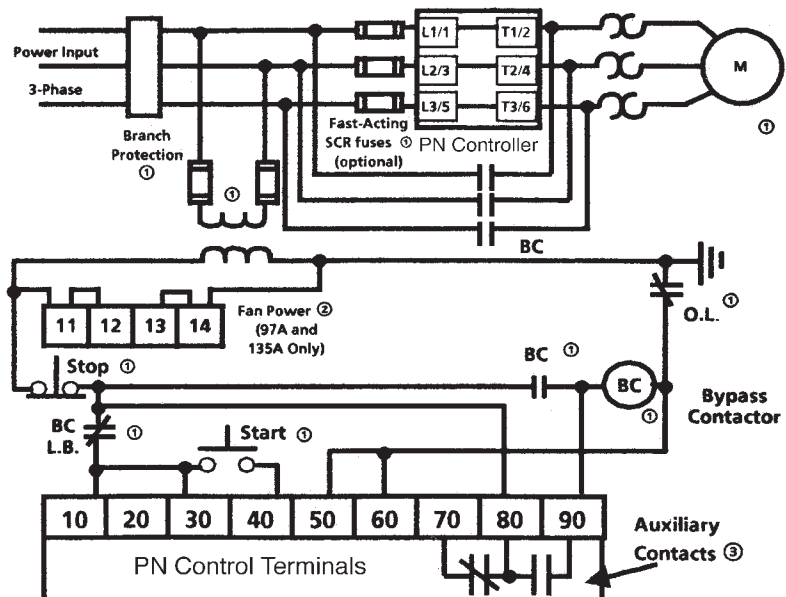 L1/1 T1/2
Power Input
L2/3 T2/4
M
3-Phase
L3/5 T3/6
Branch
Protection
①
Fast-Acting
SCR fuses ①
(optional)
PN Controller
①
①
BC
Fan Power ②
(97A and
135A Only)
11 12 13 14
O.L. ①
Stop ①
BC ①
BC
①
Bypass
Contactor
BC
L.B.
①
Start ①
10 20 30 40 50 60 70 80 90
PN Control Terminals
Auxiliary
Contacts ③